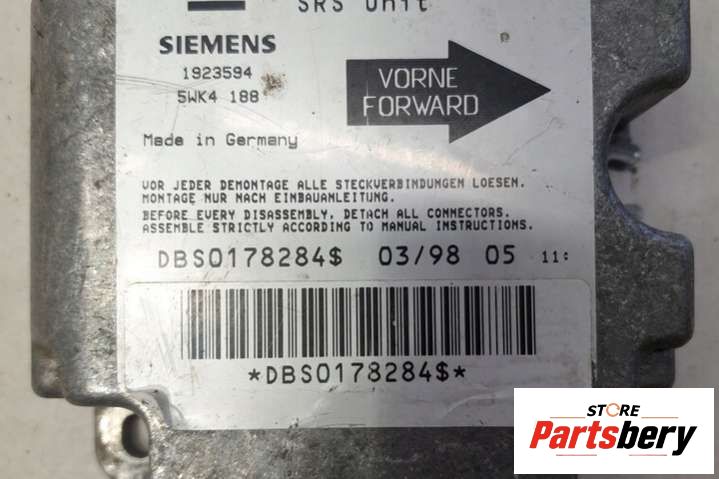 SRS Unit
SIEMENS
1923594
5WK4 188
VORNE
FORWARD
Made in Germany
VOR JEDER DEMONTAGE ALLE STECKVERBINDUNGEN LOESEN.
MONTAGE NUR NACH EINBAUANLEITUNG.
BEFORE EVERY DISASSEMBLY, DETACH ALL CONNECTORS.
ASSEMBLE STRICTLY ACCORDING TO MANUAL INSTRUCTIONS.
DBS0178284$ 03/98 05 11:
*DBS0178284$*
STORE
Partsbery